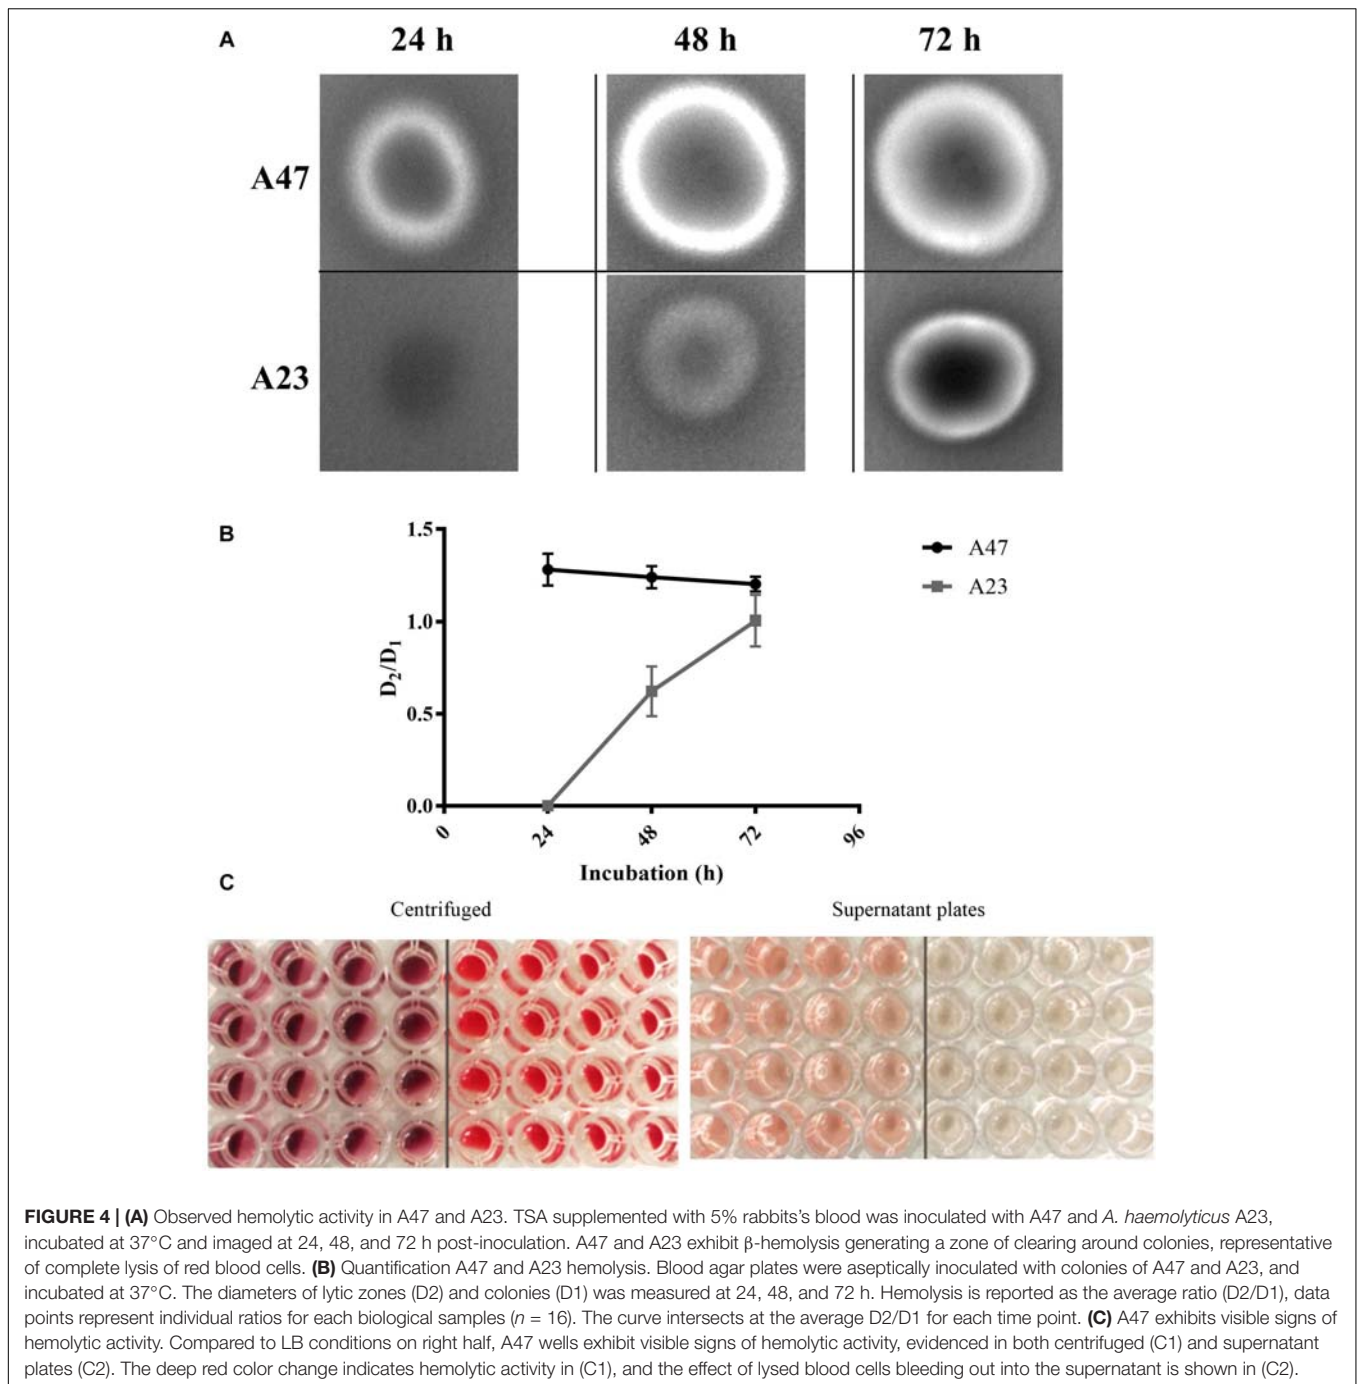 A
24 h 48 h 72 h
A47
A23
B
1.5
1.0
0.5
0.0
D₂/D₁
0 24 48 72 96
Incubation (h)
A47
A23
C
Centrifuged Supernatant plates
FIGURE 4 | (A) Observed hemolytic activity in A47 and A23. TSA supplemented with 5% rabbits's blood was inoculated with A47 and A. haemolyticus A23,
incubated at 37°C and imaged at 24, 48, and 72 h post-inoculation. A47 and A23 exhibit β-hemolysis generating a zone of clearing around colonies, representative
of complete lysis of red blood cells. (B) Quantification A47 and A23 hemolysis. Blood agar plates were aseptically inoculated with colonies of A47 and A23, and
incubated at 37°C. The diameters of lytic zones (D2) and colonies (D1) was measured at 24, 48, and 72 h. Hemolysis is reported as the average ratio (D2/D1), data
points represent individual ratios for each biological samples (n = 16). The curve intersects at the average D2/D1 for each time point. (C) A47 exhibits visible signs of
hemolytic activity. Compared to LB conditions on right half, A47 wells exhibit visible signs of hemolytic activity, evidenced in both centrifuged (C1) and supernatant
plates (C2). The deep red color change indicates hemolytic activity in (C1), and the effect of lysed blood cells bleeding out into the supernatant is shown in (C2).